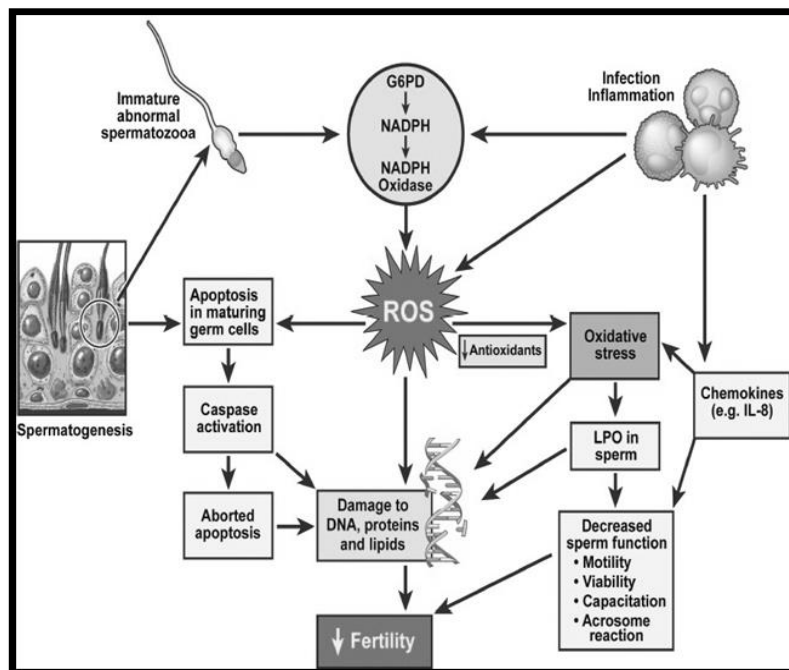 Immature
abnormal
spermatozooa
G6PD
NADPH
NADPH
Oxidase
Infection
Inflammation
Spermatogenesis
Apoptosis
in maturing
germ cells
ROS
↓Antioxidants
Oxidative
stress
Chemokines
(e.g. IL-8)
Caspase
activation
LPO in
sperm
Aborted
apoptosis
Damage to
DNA, proteins
and lipids
Decreased
sperm function
• Motility
• Viability
• Capacitation
• Acrosome
reaction
↓ Fertility